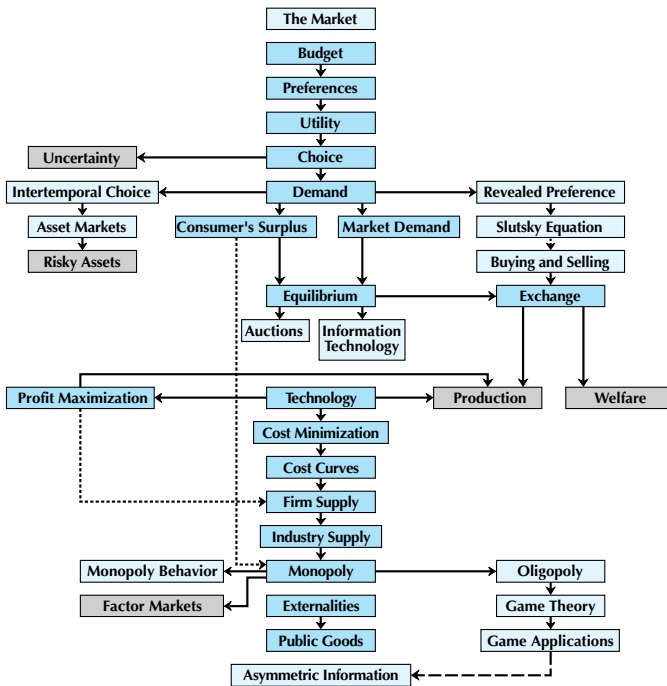 The Market
Budget
Preferences
Utility
Uncertainty
Choice
Intertemporal Choice
Demand
Revealed Preference
Asset Markets
Consumer's Surplus
Market Demand
Slutsky Equation
Risky Assets
Buying and Selling
Equilibrium
Exchange
Auctions
Information
Technology
Profit Maximization
Technology
Production
Welfare
Cost Minimization
Cost Curves
Firm Supply
Industry Supply
Monopoly Behavior
Monopoly
Oligopoly
Factor Markets
Externalities
Game Theory
Public Goods
Game Applications
Asymmetric Information